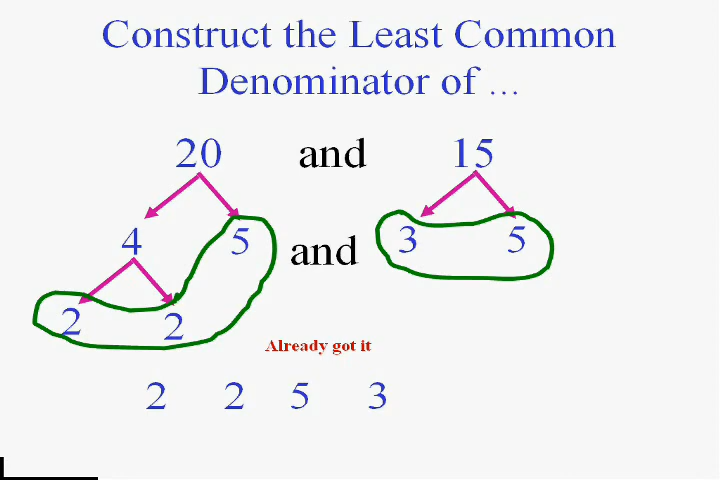 Construct the Least Common
Denominator of ...
20 and 15
4 5 and 3 5
2 2
Already got it
2 2 5 3